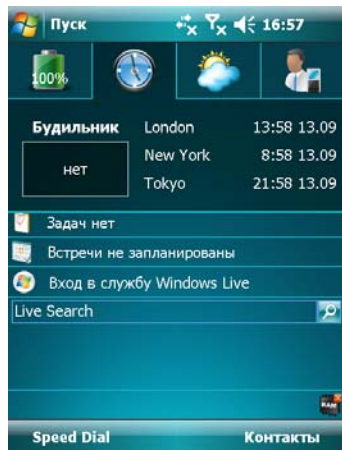 Пуск 16:57
100%
Будильник
нет
London 13:58 13.09
New York 8:58 13.09
Tokyo 21:58 13.09
Задач нет
Встречи не запланированы
Вход в службу Windows Live
Live Search
RAM
Speed Dial Контакты